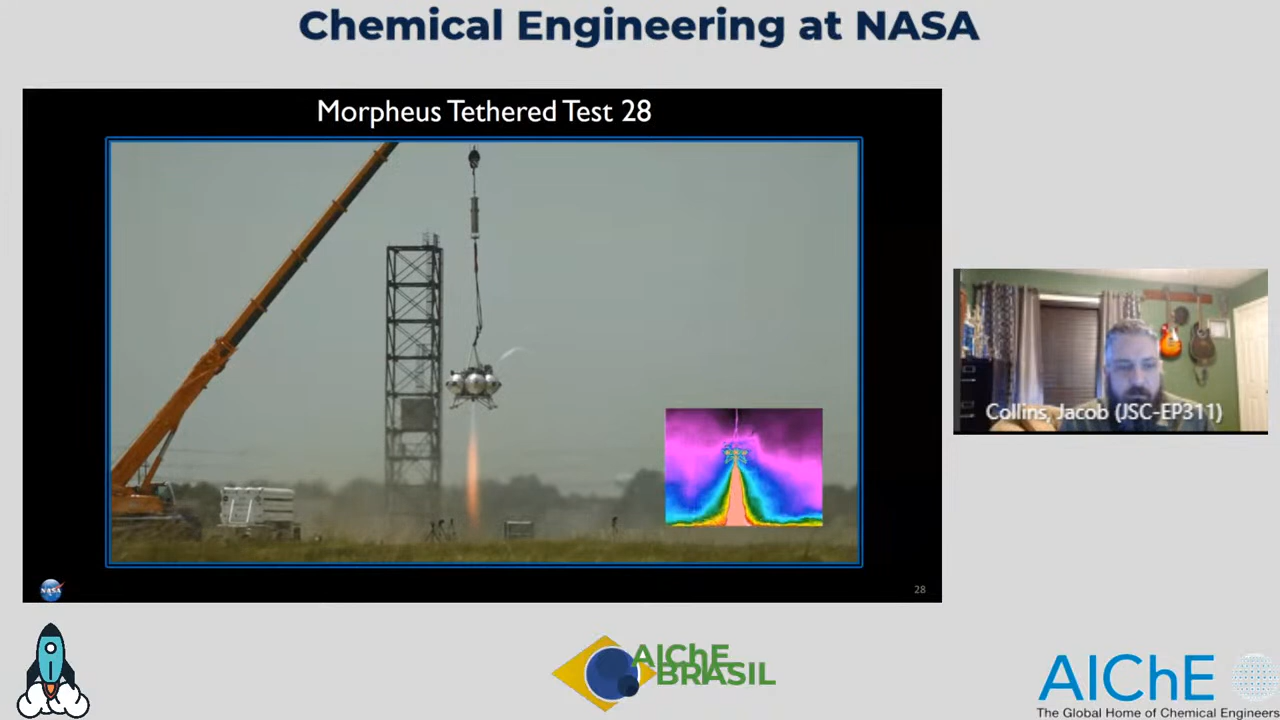 Chemical Engineering at NASA
Morpheus Tethered Test 28
Collins, Jacob (JSC-EP311)
NASA
28
AIChE
BRASIL
AIChE
The Global Home of Chemical Engineers